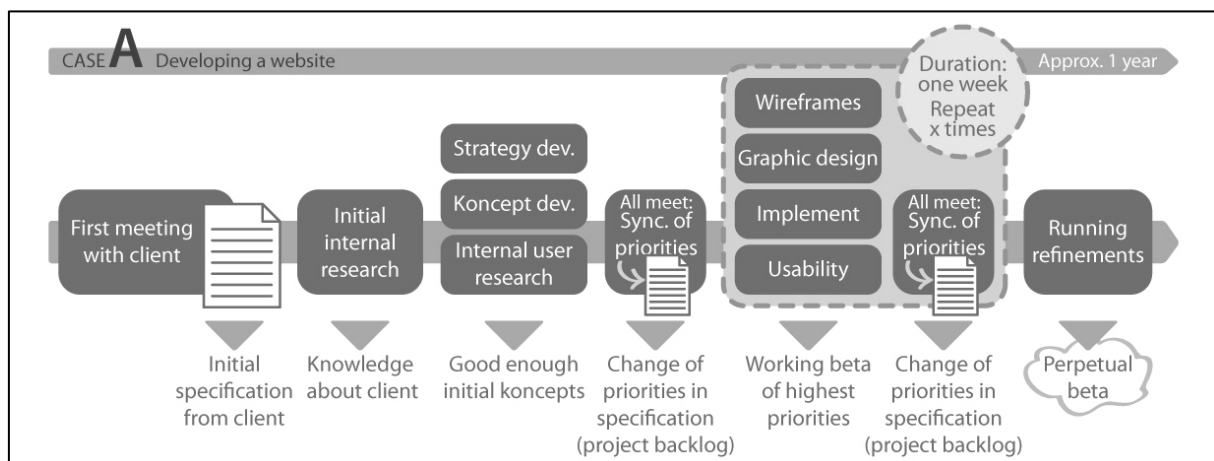 CASE A Developing a website
Approx. 1 year
Duration:
one week
Repeat
x times
First meeting
with client
Initial
internal
research
Strategy dev.
Koncept dev.
Internal user
research
All meet:
Sync. of
priorities
Wireframes
Graphic design
Implement
Usability
All meet:
Sync. of
priorities
Running
refinements
Initial
specification
from client
Knowledge
about client
Good enough
initial koncepts
Change of
priorities in
specification
(project backlog)
Working beta
of highest
priorities
Change of
priorities in
specification
(project backlog)
Perpetual
beta